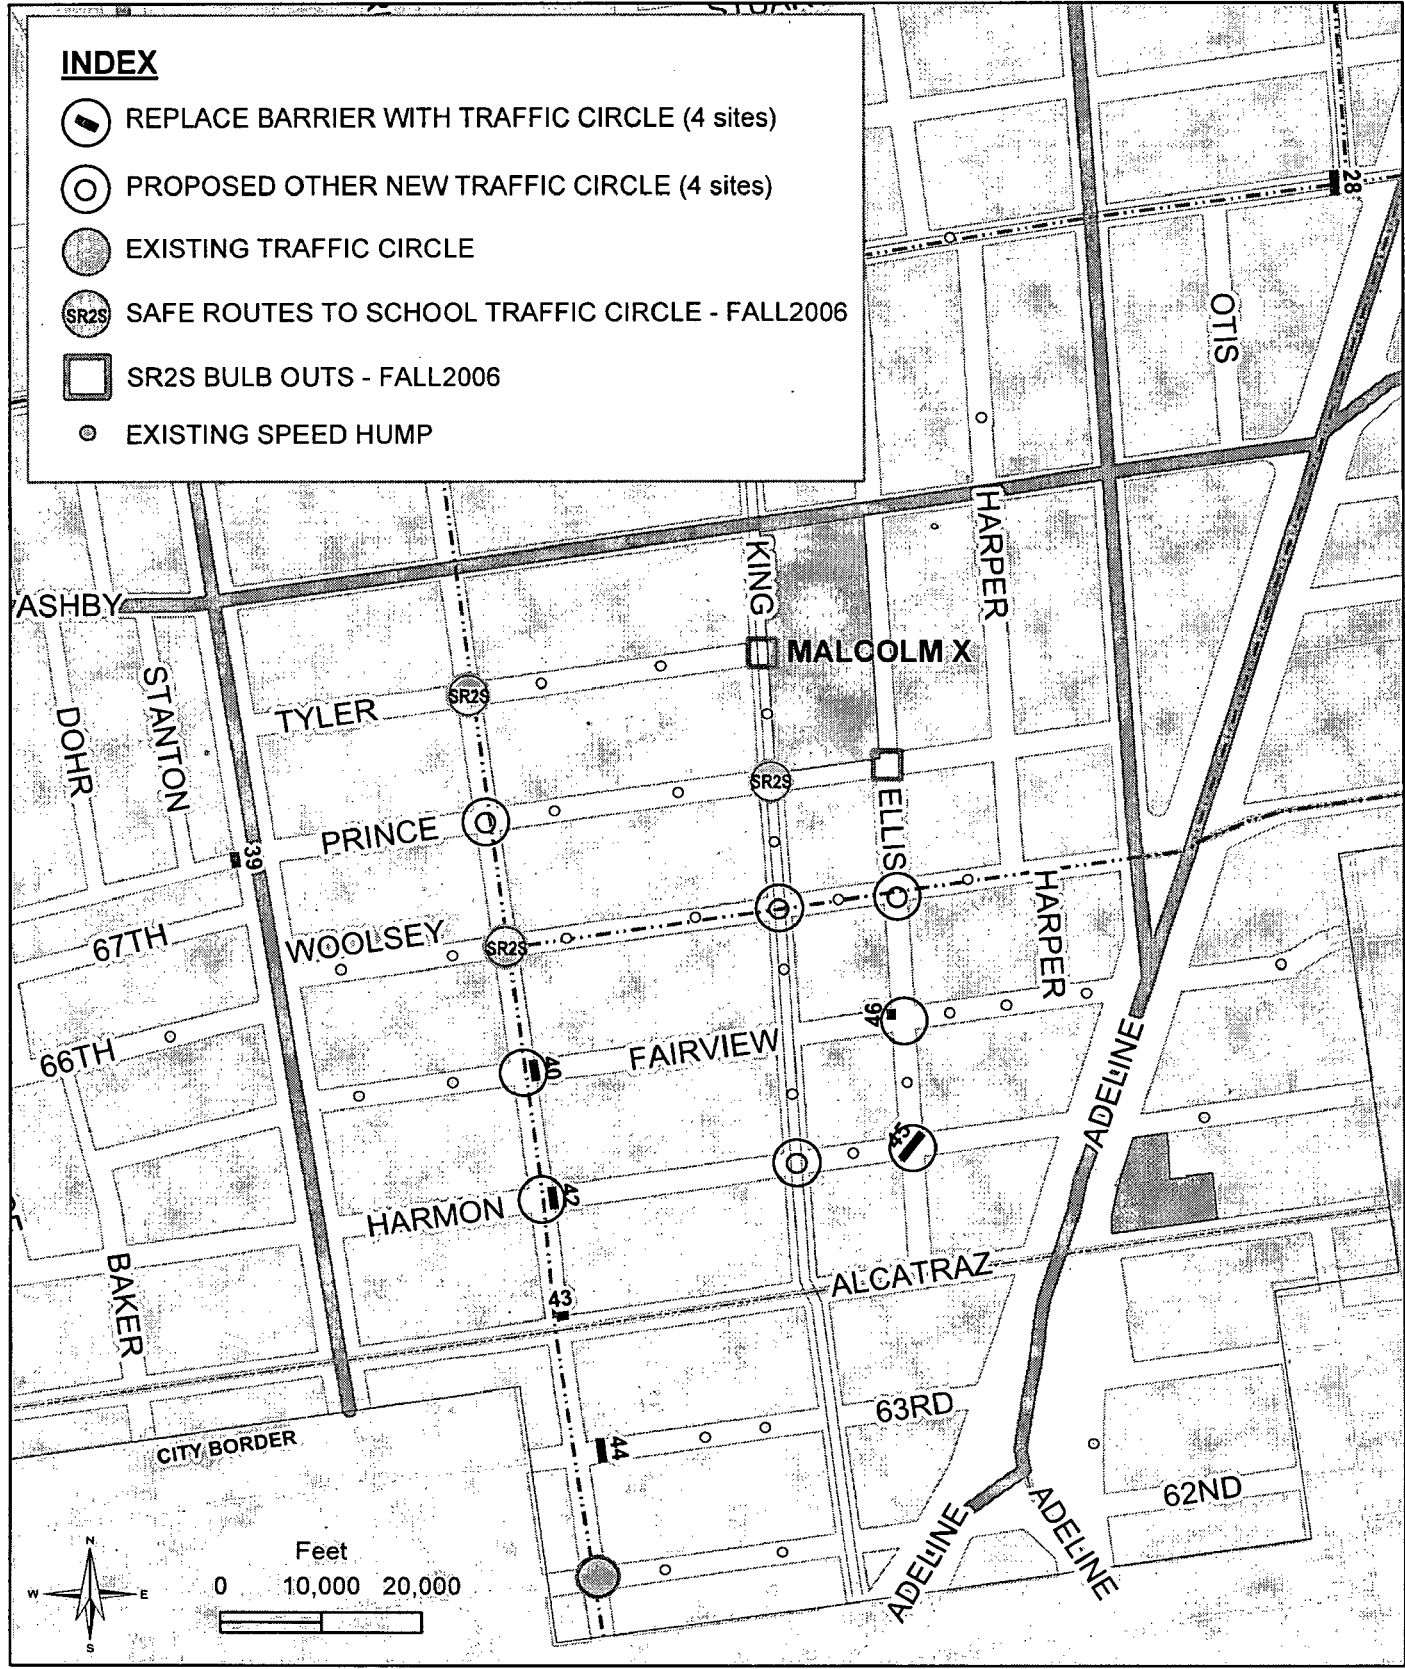 INDEX
REPLACE BARRIER WITH TRAFFIC CIRCLE (4 sites)
PROPOSED OTHER NEW TRAFFIC CIRCLE (4 sites)
EXISTING TRAFFIC CIRCLE
SR2S SAFE ROUTES TO SCHOOL TRAFFIC CIRCLE - FALL2006
SR2S BULB OUTS - FALL2006
EXISTING SPEED HUMP
28
OTIS
HARPER
KING
ASHBY
MALCOLM X
STANTON
DOHR
TYLER
SR2S
SR2S
ELLIS
PRINCE
39
HARPER
67TH
WOOLSEY
SR2S
46
66TH
FAIRVIEW
40
ADELINE
45
HARMON
42
BAKER
ALCATRAZ
43
63RD
CITY BORDER
44
62ND
ADELINE
ADELINE
N
W E
S
Feet
0 10,000 20,000